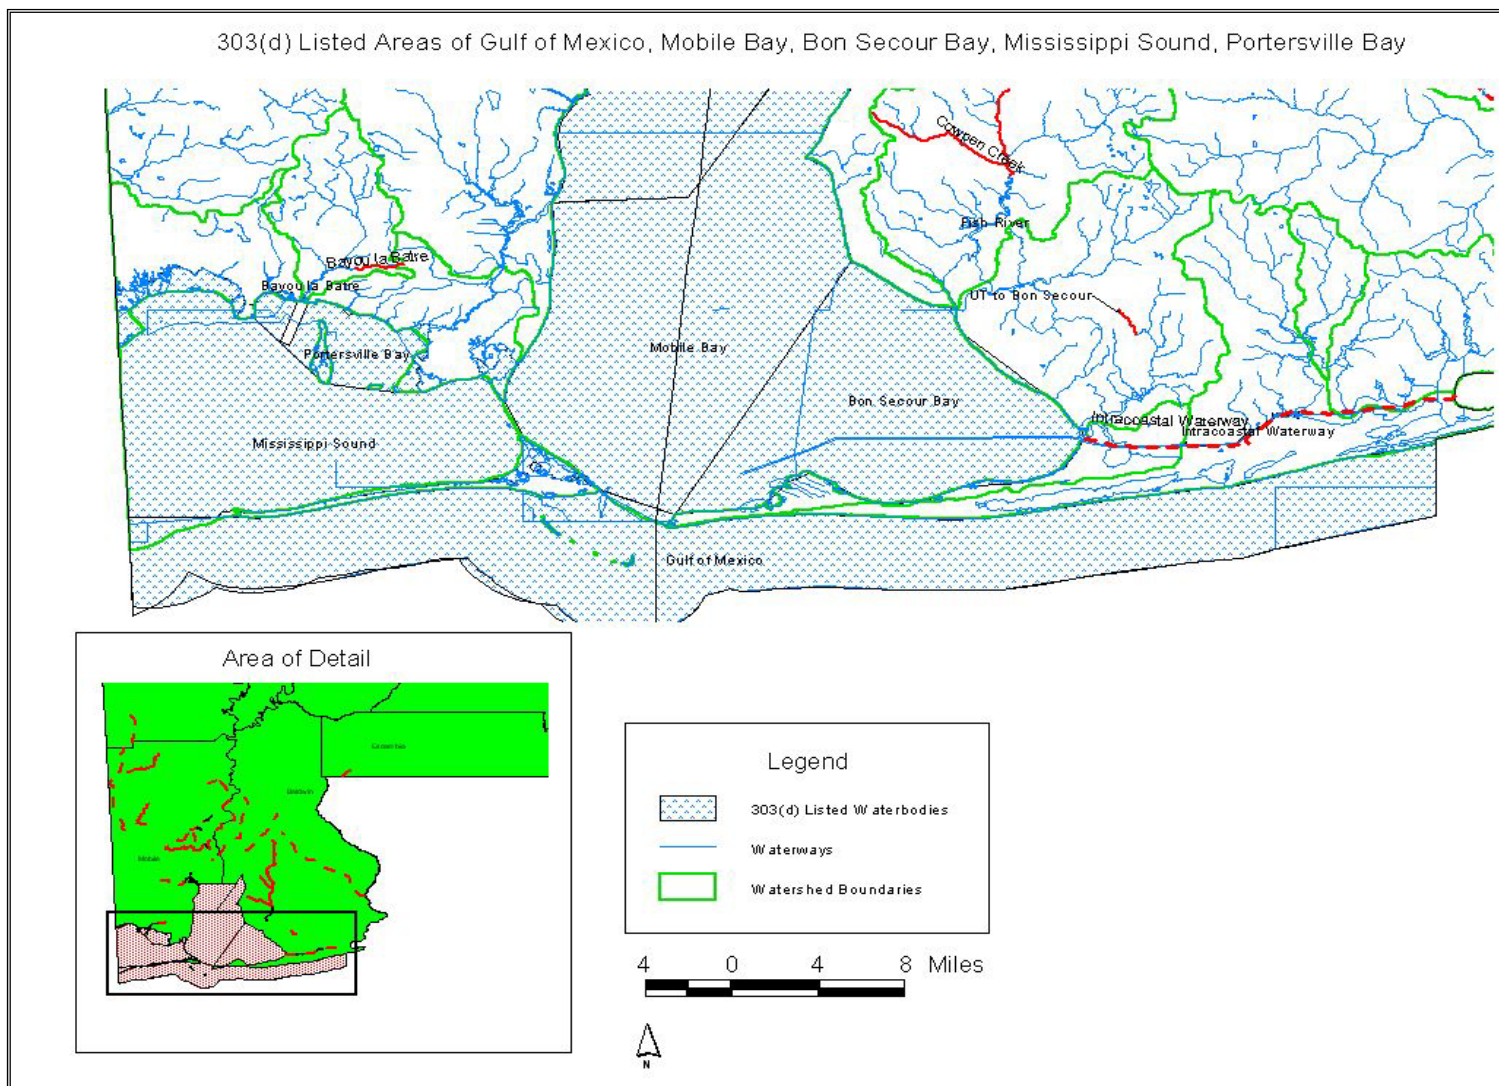 303(d) Listed Areas of Gulf of Mexico, Mobile Bay, Bon Secour Bay, Mississippi Sound, Portersville Bay
Cowpen Creek
Fish River
Bayou la Batre
Bayou la Batre
UT to Bon Secour
Portersville Bay
Mobile Bay
Bon Secour Bay
Intracoastal Waterway
Intracoastal Waterway
Mississippi Sound
Gulf of Mexico
Area of Detail
Escambia
Baldwin
Mobile
Legend
303(d) Listed Waterbodies
Waterways
Watershed Boundaries
4 0 4 8 Miles
N